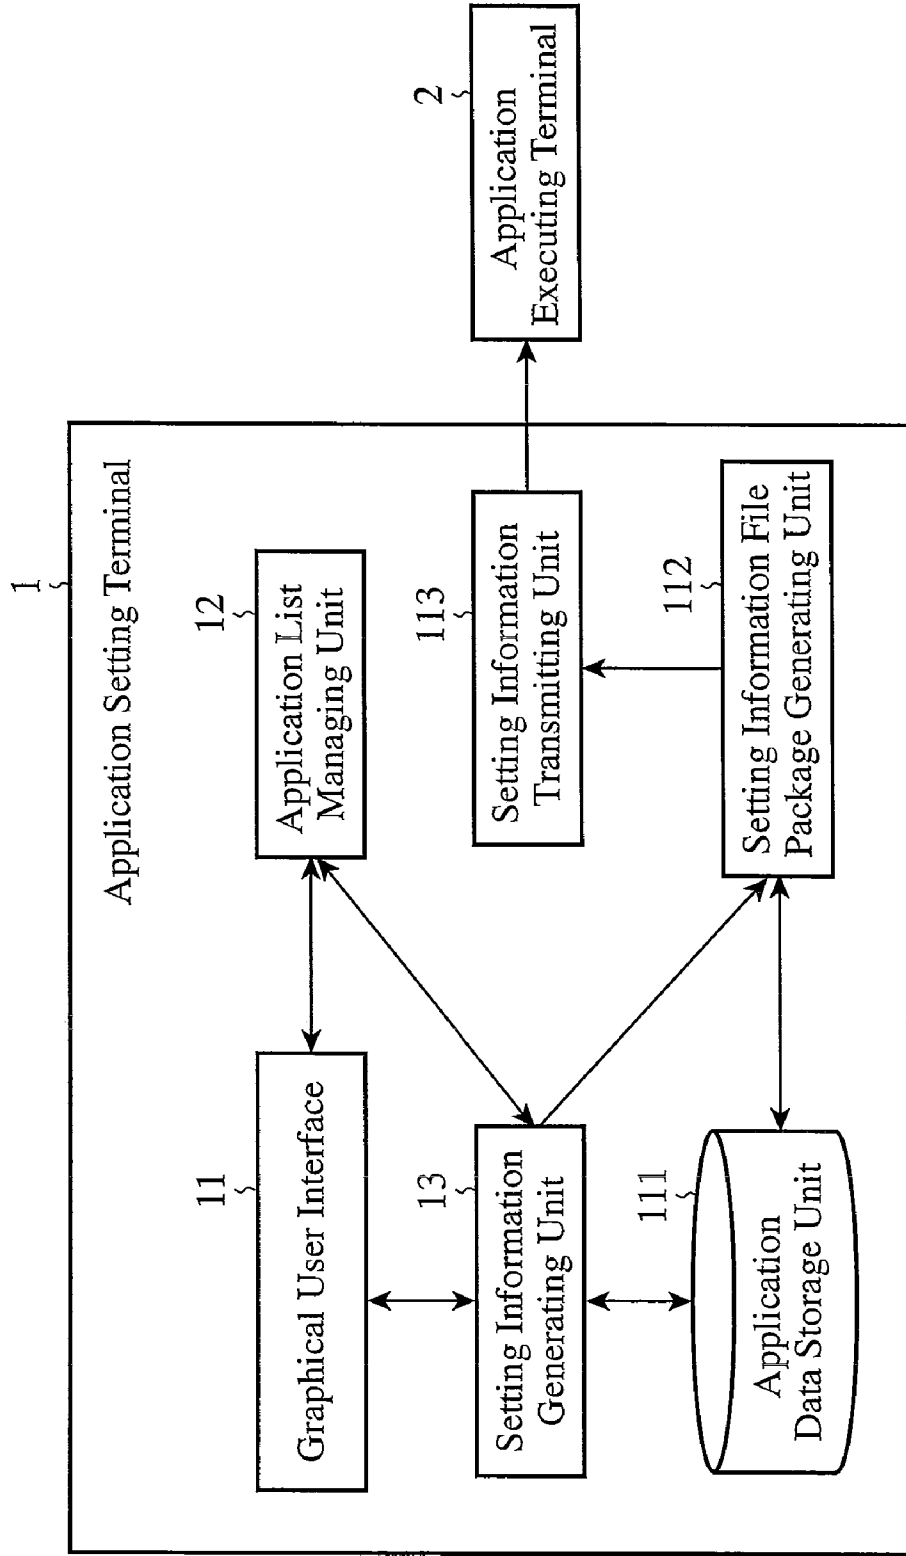 1
Application Setting Terminal
11
Graphical User Interface
12
Application List
Managing Unit
13
Setting Information
Generating Unit
113
Setting Information
Transmitting Unit
2
Application
Executing Terminal
111
Application
Data Storage Unit
112
Setting Information File
Package Generating Unit